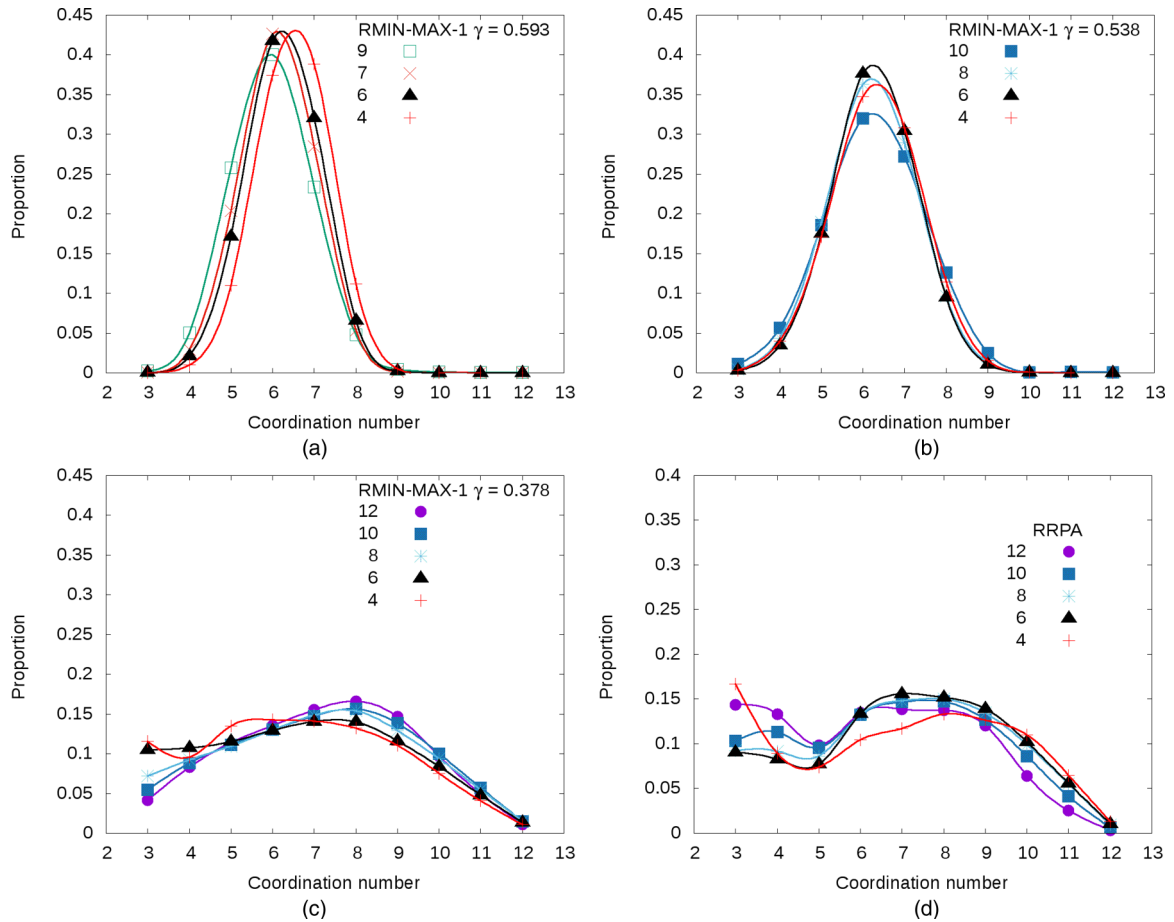 RMIN-MAX-1 γ = 0.593
9
7
6
4
Proportion
0.45
0.4
0.35
0.3
0.25
0.2
0.15
0.1
0.05
0
2 3 4 5 6 7 8 9 10 11 12 13
Coordination number
(a)
RMIN-MAX-1 γ = 0.538
10
8
6
4
Proportion
0.45
0.4
0.35
0.3
0.25
0.2
0.15
0.1
0.05
0
2 3 4 5 6 7 8 9 10 11 12 13
Coordination number
(b)
RMIN-MAX-1 γ = 0.378
12
10
8
6
4
Proportion
0.45
0.4
0.35
0.3
0.25
0.2
0.15
0.1
0.05
0
2 3 4 5 6 7 8 9 10 11 12 13
Coordination number
(c)
RRPA
12
10
8
6
4
Proportion
0.4
0.35
0.3
0.25
0.2
0.15
0.1
0.05
0
2 3 4 5 6 7 8 9 10 11 12 13
Coordination number
(d)